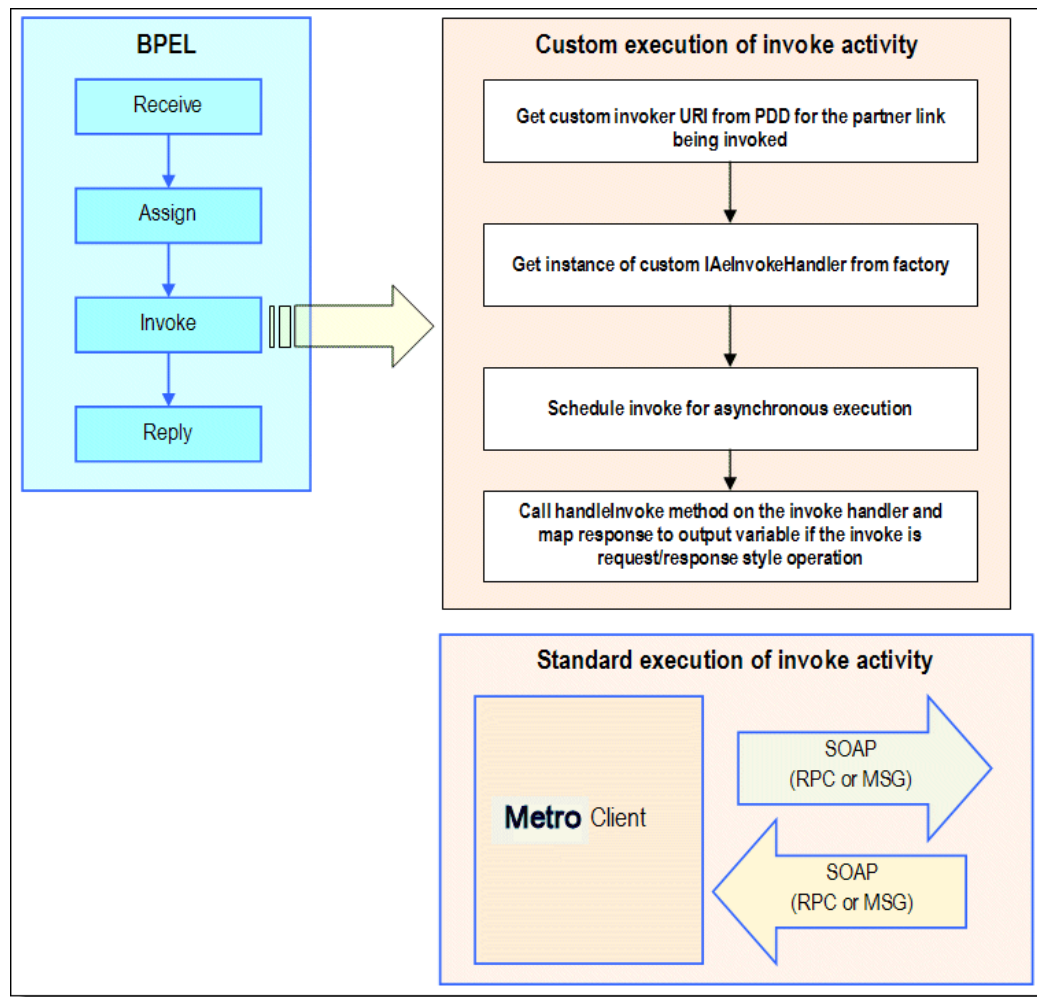 BPEL
Receive
Assign
Invoke
Reply
Custom execution of invoke activity
Get custom invoker URI from PDD for the partner link
being invoked
Get instance of custom IAeInvokeHandler from factory
Schedule invoke for asynchronous execution
Call handleInvoke method on the invoke handler and
map response to output variable if the invoke is
request/response style operation
Standard execution of invoke activity
Metro Client
SOAP
(RPC or MSG)
SOAP
(RPC or MSG)